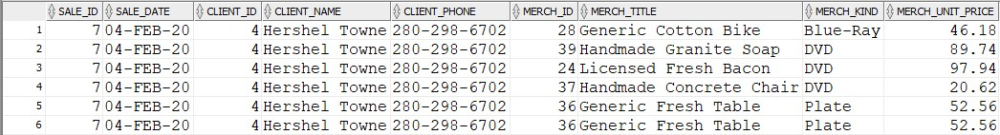 SALE_ID SALE_DATE CLIENT_ID CLIENT_NAME CLIENT_PHONE MERCH_ID MERCH_TITLE MERCH_KIND MERCH_UNIT_PRICE
1 7 04-FEB-20 4 Hershel Towne 280-298-6702 28 Generic Cotton Bike Blue-Ray 46.18
2 7 04-FEB-20 4 Hershel Towne 280-298-6702 39 Handmade Granite Soap DVD 89.74
3 7 04-FEB-20 4 Hershel Towne 280-298-6702 24 Licensed Fresh Bacon DVD 97.94
4 7 04-FEB-20 4 Hershel Towne 280-298-6702 37 Handmade Concrete Chair DVD 20.62
5 7 04-FEB-20 4 Hershel Towne 280-298-6702 36 Generic Fresh Table Plate 52.56
6 7 04-FEB-20 4 Hershel Towne 280-298-6702 36 Generic Fresh Table Plate 52.56